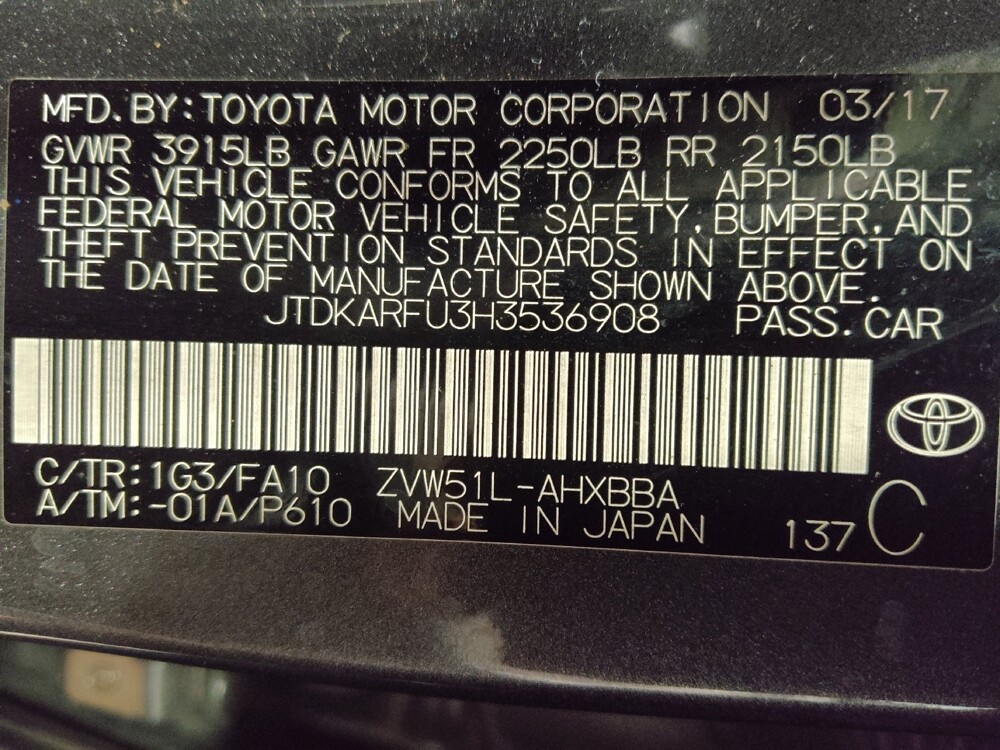 MFD. BY: TOYOTA MOTOR CORPORATION 03/17
GVWR 3915LB GAWR FR 2250LB RR 2150LB
THIS VEHICLE CONFORMS TO ALL APPLICABLE
FEDERAL MOTOR VEHICLE SAFETY, BUMPER, AND
THEFT PREVENTION STANDARDS IN EFFECT ON
THE DATE OF MANUFACTURE SHOWN ABOVE.
JTDKARFU3H3536908 PASS. CAR
C/TR: 1G3/FA10 ZVW51L-AHXBBA
A/TM: -01A/P610 MADE IN JAPAN 137 C